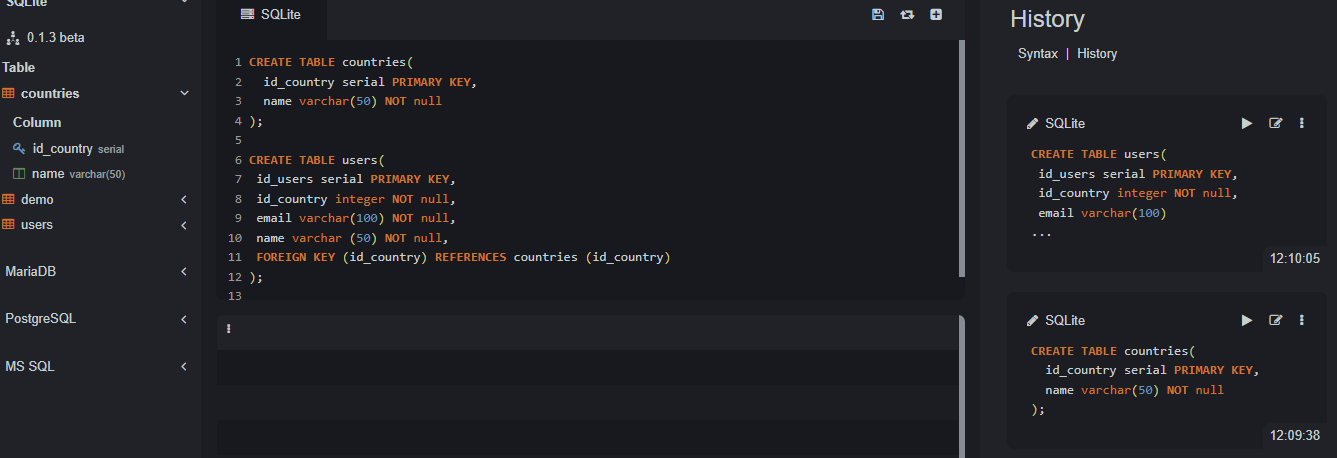 SQLite
0.1.3 beta
Table
countries
Column
id_country serial
name varchar(50)
demo
users
MariaDB
PostgreSQL
MS SQL
SQLite
1 CREATE TABLE countries(
2   id_country serial PRIMARY KEY,
3   name varchar(50) NOT null
4 );
5
6 CREATE TABLE users(
7  id_users serial PRIMARY KEY,
8  id_country integer NOT null,
9  email varchar(100) NOT null,
10  name varchar (50) NOT null,
11  FOREIGN KEY (id_country) REFERENCES countries (id_country)
12 );
13
History
Syntax | History
SQLite
CREATE TABLE users(
 id_users serial PRIMARY KEY,
 id_country integer NOT null,
 email varchar(100)
...
12:10:05
SQLite
CREATE TABLE countries(
  id_country serial PRIMARY KEY,
  name varchar(50) NOT null
);
12:09:38